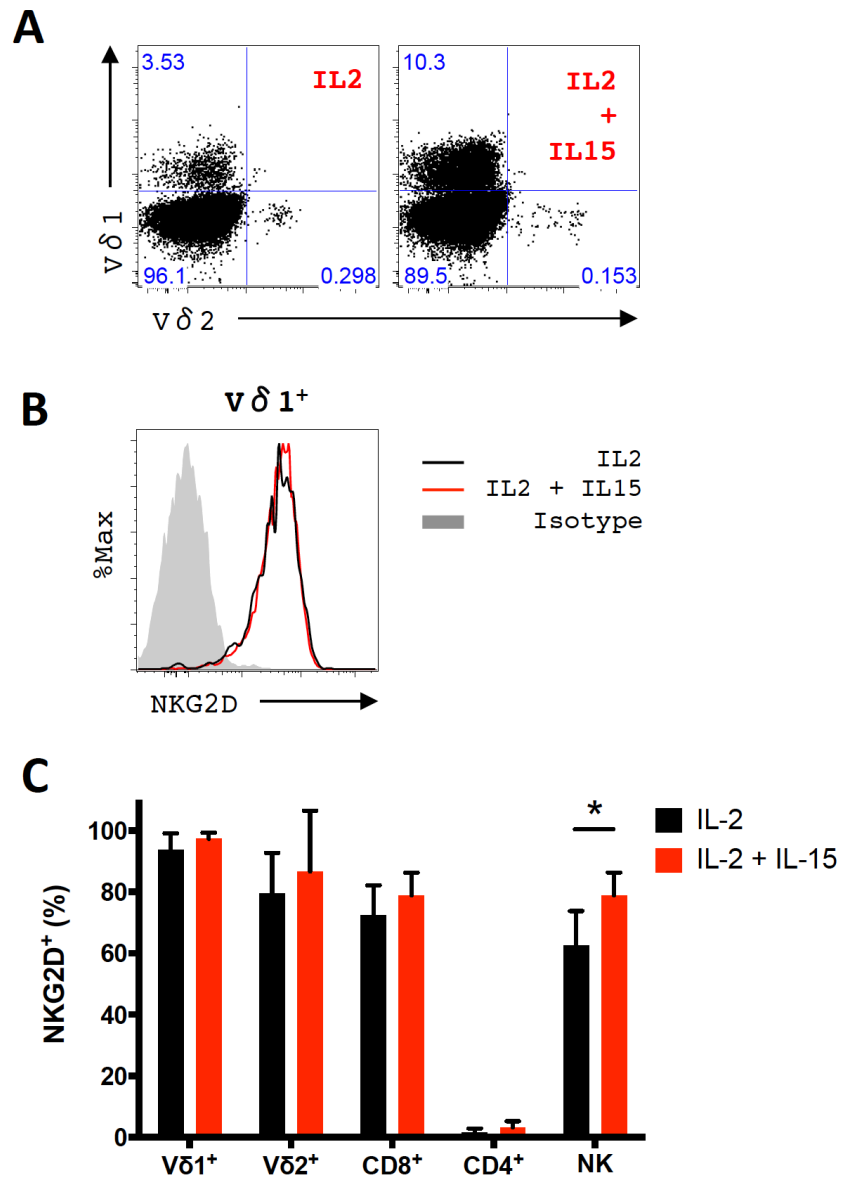 A
3.53
IL2
10.3
IL2
+
IL15
Vδ1
96.1
0.298
89.5
0.153
Vδ2
B
Vδ1⁺
%Max
IL2
IL2 + IL15
Isotype
NKG2D
C
*
IL-2
IL-2 + IL-15
NKG2D⁺ (%)
100
80
60
40
20
0
Vδ1⁺
Vδ2⁺
CD8⁺
CD4⁺
NK